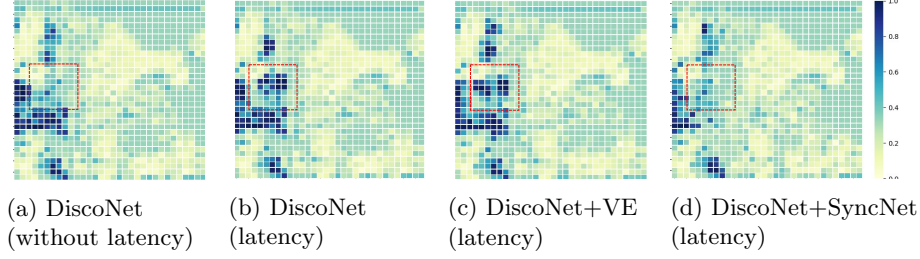 1.0
0.8
0.6
0.4
0.2
0.0
(a) DiscoNet
(without latency)
(b) DiscoNet
(latency)
(c) DiscoNet+VE
(latency)
(d) DiscoNet+SyncNet
(latency)